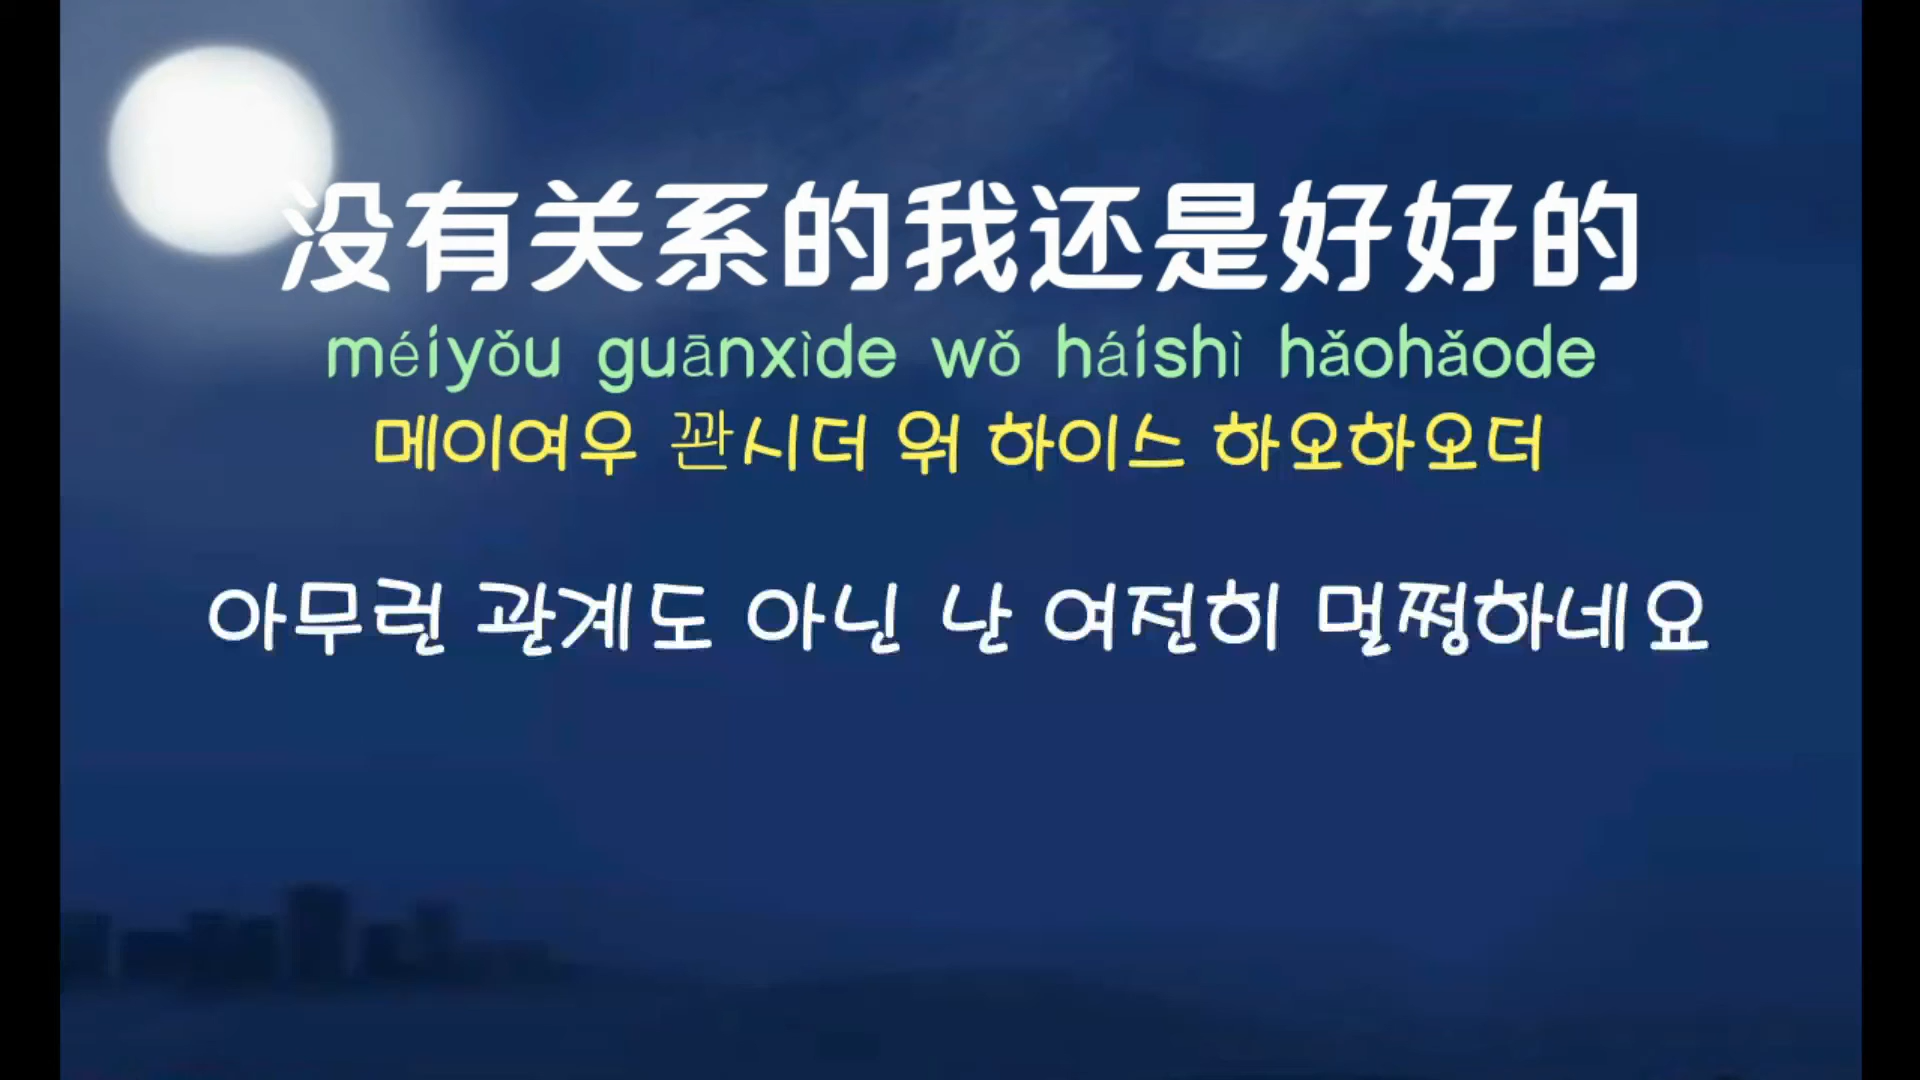 没有关系的我还是好好的
méiyǒu guānxìde wǒ háishì hǎohǎode
메이여우 꽌시더 워 하이스 하오하오더
아무런 관계도 아닌 난 여전히 멀쩡하네요